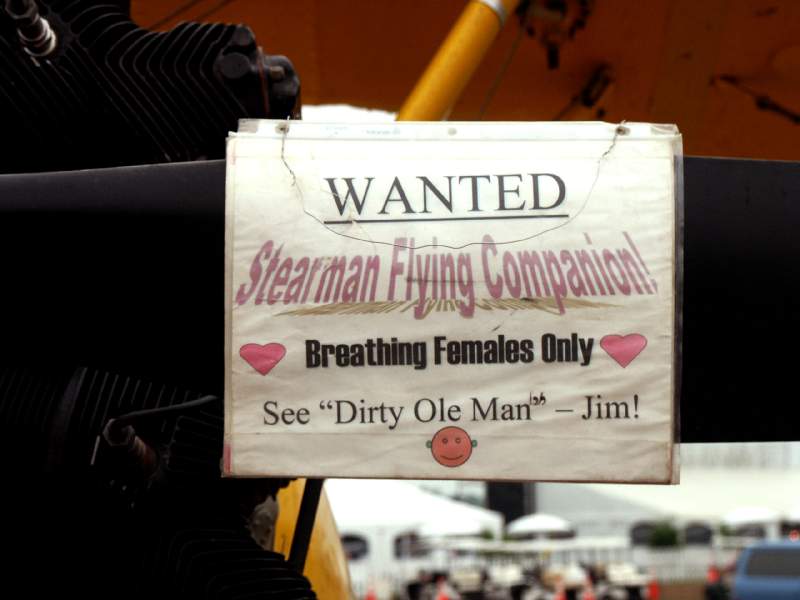 WANTED
Stearman Flying Companion!
Breathing Females Only
See “Dirty Ole Man” – Jim!